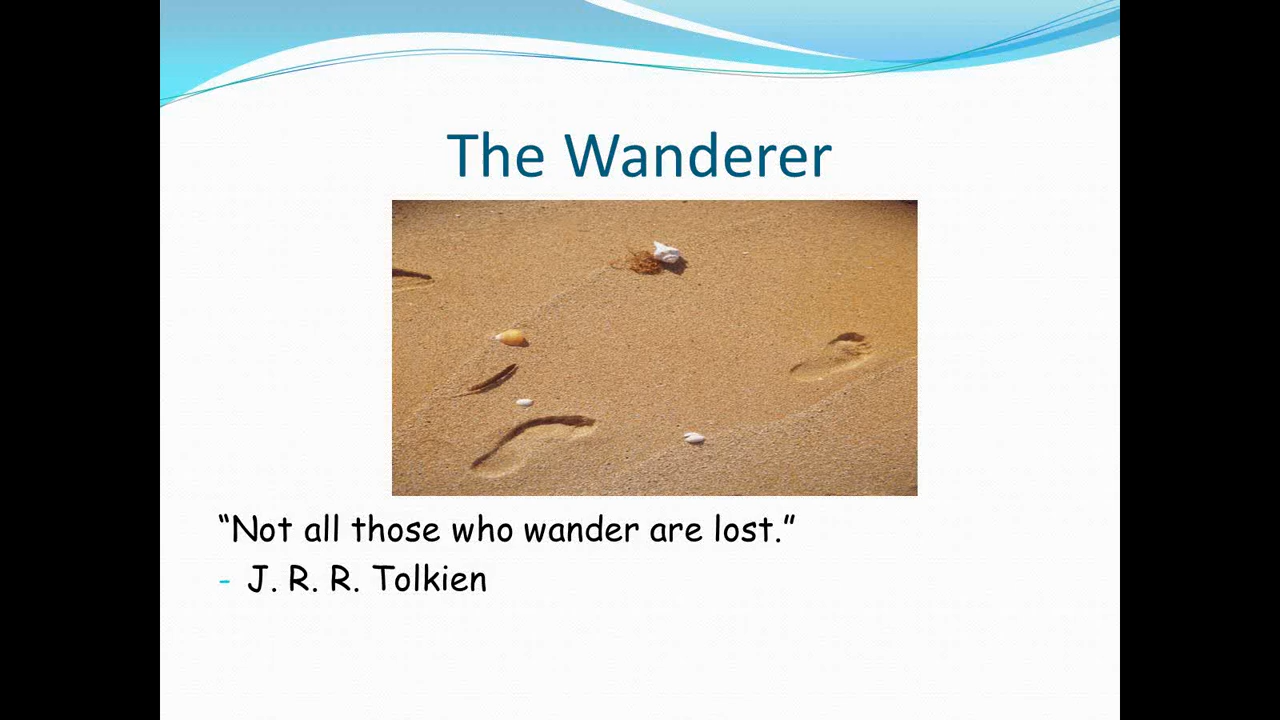 The Wanderer
“Not all those who wander are lost.”
- J. R. R. Tolkien